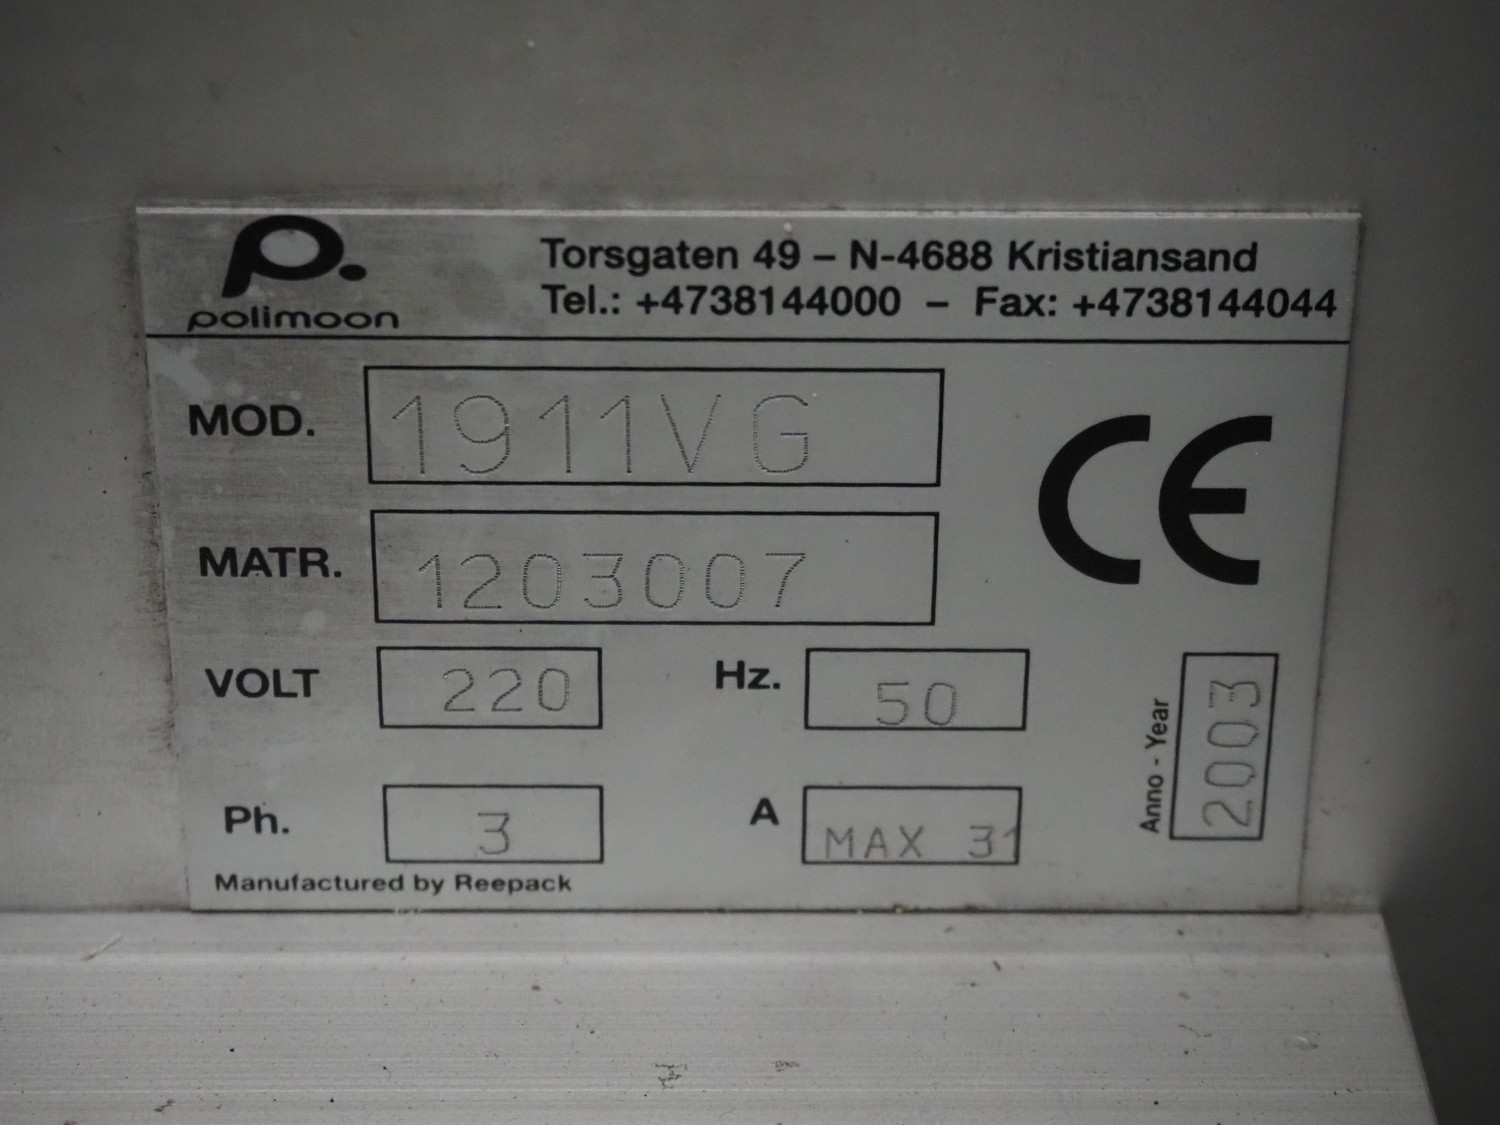 Torsgaten 49 – N-4688 Kristiansand
polimoon
Tel.: +4738144000 – Fax: +4738144044
MOD. 1911VG
MATR. 1203007
CE
VOLT 220 Hz. 50
Ph. 3 A MAX 31
Anno - Year 2003
Manufactured by Reepack